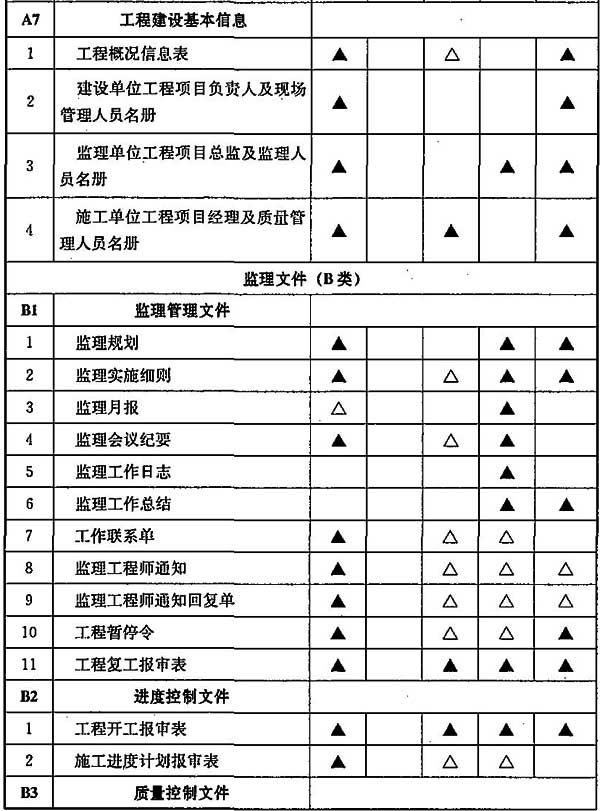 A7 工程建设基本信息
1 工程概况信息表 ▲ △ ▲
2 建设单位工程项目负责人及现场
管理人员名册 ▲ ▲
3 监理单位工程项目总监及监理人
员名册 ▲ ▲ ▲
4 施工单位工程项目经理及质量管
理人员名册 ▲ ▲ ▲
监理文件（B类）
B1 监理管理文件
1 监理规划 ▲ ▲ ▲
2 监理实施细则 ▲ △ ▲ ▲
3 监理月报 △ ▲
4 监理会议纪要 ▲ △ ▲
5 监理工作日志 ▲
6 监理工作总结 ▲ ▲
7 工作联系单 ▲ △ △
8 监理工程师通知 ▲ △ △ △
9 监理工程师通知回复单 ▲ △ △ △
10 工程暂停令 ▲ △ △ ▲
11 工程复工报审表 ▲ ▲ ▲ ▲
B2 进度控制文件
1 工程开工报审表 ▲ ▲ ▲ ▲
2 施工进度计划报审表 ▲ △ △
B3 质量控制文件